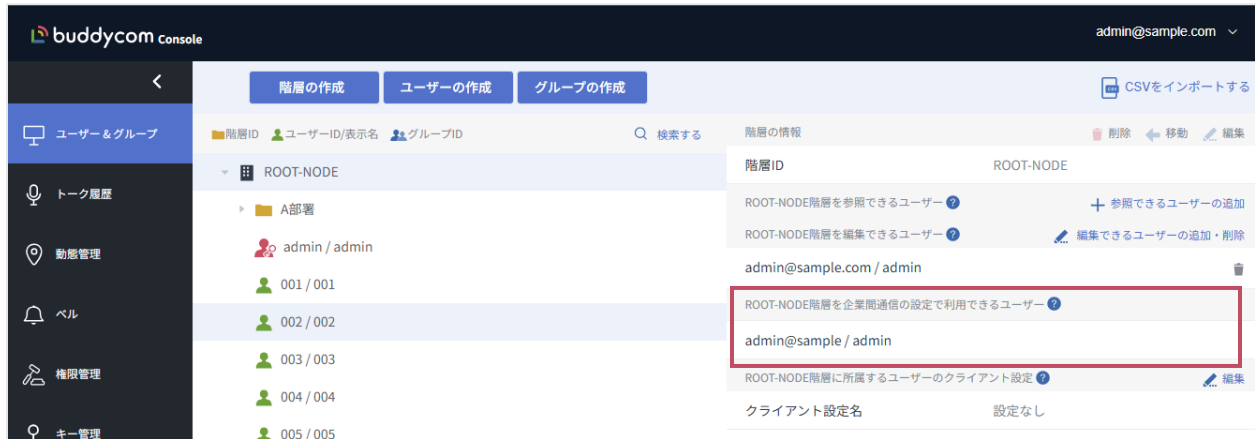 buddycom Console
admin@sample.com
階層の作成 ユーザーの作成 グループの作成
CSVをインポートする
ユーザー＆グループ
トーク履歴
動態管理
ベル
権限管理
キー管理
階層ID ユーザーID/表示名 グループID
検索する
ROOT-NODE
A部署
admin / admin
001 / 001
002 / 002
003 / 003
004 / 004
005 / 005
階層の情報
削除 移動 編集
階層ID ROOT-NODE
ROOT-NODE階層を参照できるユーザー ?
参照できるユーザーの追加
ROOT-NODE階層を編集できるユーザー ?
編集できるユーザーの追加・削除
admin@sample.com / admin
ROOT-NODE階層を企業間通信の設定で利用できるユーザー ?
admin@sample / admin
ROOT-NODE階層に所属するユーザーのクライアント設定 ?
編集
クライアント設定名 設定なし